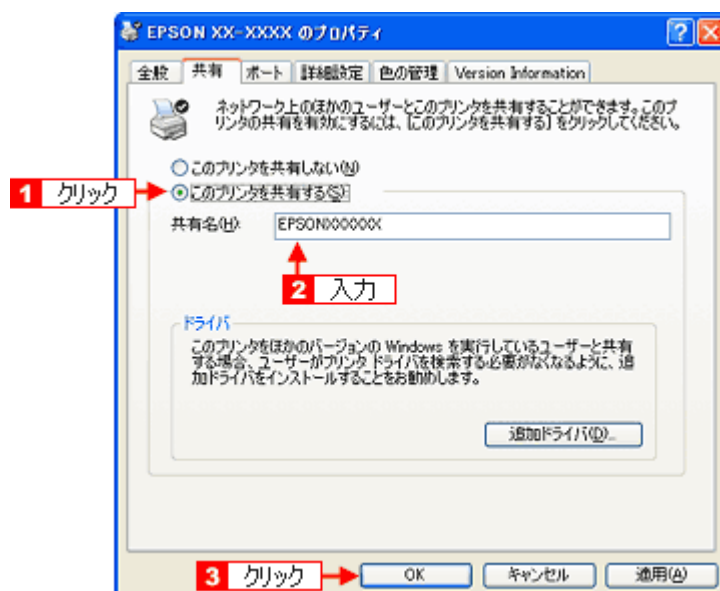 EPSON XX-XXXX のプロパティ
全般 共有 ポート 詳細設定 色の管理 Version Information
ネットワーク上のほかのユーザーとこのプリンタを共有することができます。このプ
リンタの共有を有効にするには、[このプリンタを共有する] をクリックしてください。
このプリンタを共有しない(N)
1 クリック
このプリンタを共有する(S):
共有名(H): EPSONXXXXXX
2 入力
ドライバ
このプリンタをほかのバージョンの Windows を実行しているユーザーと共有
する場合、ユーザーがプリンタ ドライバを検索する必要がなくなるように、追
加ドライバをインストールすることをお勧めします。
追加ドライバ(D)...
3 クリック
OK キャンセル 適用(A)